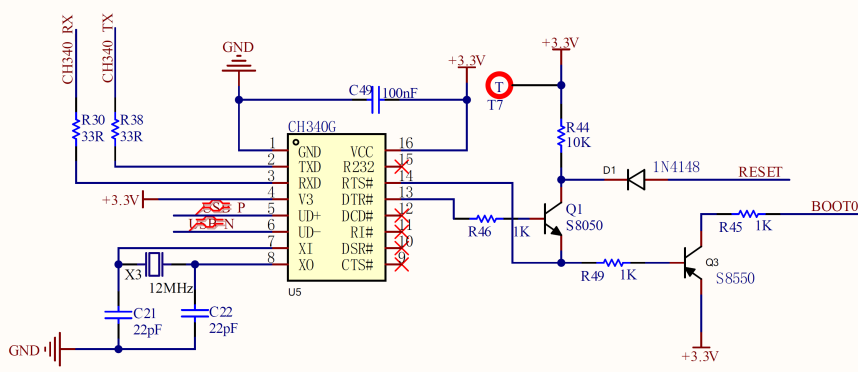 CH340 RX
CH340 TX
GND
+3.3V
+3.3V
T
T7
C49
100nF
R30
33R
R38
33R
R44
10K
CH340G
1
GND
VCC
16
2
TXD
R232
15
3
RXD
RTS#
14
4
V3
DTR#
13
5
UD+
DCD#
12
6
UD-
RI#
11
7
XI
DSR#
10
8
XO
CTS#
9
U5
+3.3V
USB P
USB N
X3
12MHz
C21
22pF
C22
22pF
GND
D1
1N4148
RESET
Q1
S8050
R46
1K
R49
1K
Q3
S8550
R45
1K
BOOT0
+3.3V